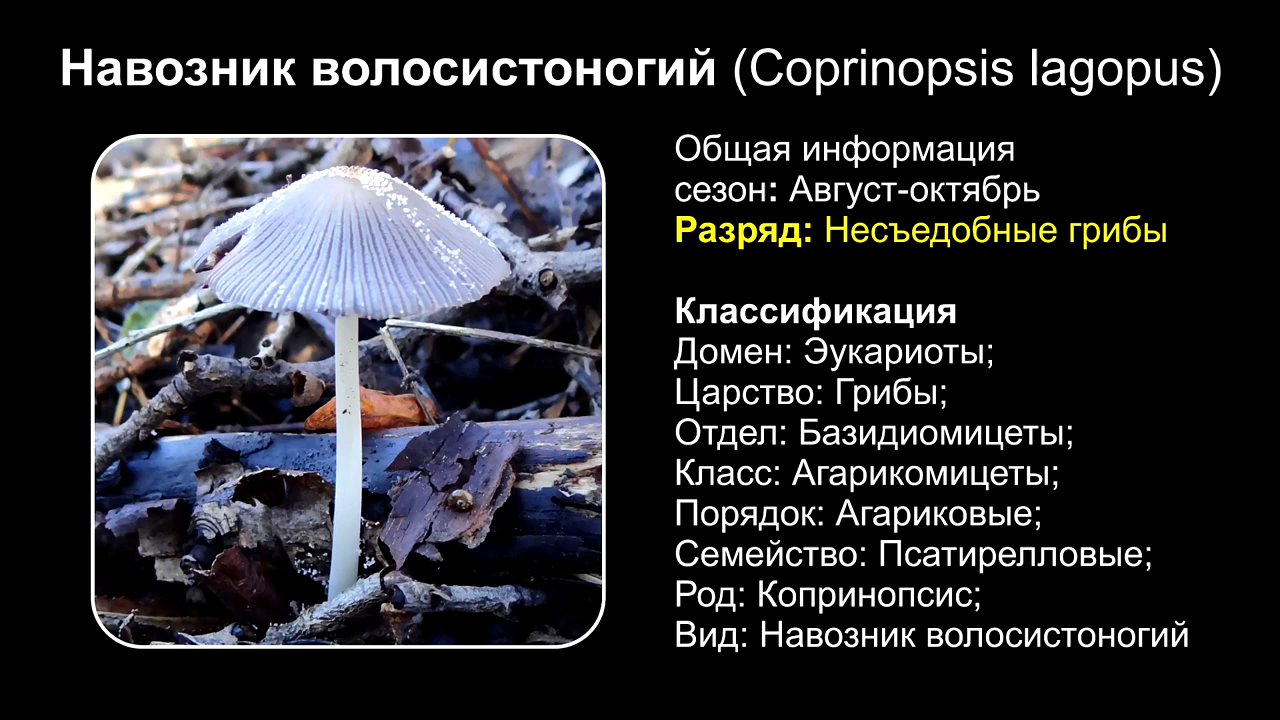 Навозник волосистоногий (Coprinopsis lagopus)
Общая информация
сезон: Август-октябрь
Разряд: Несъедобные грибы
Классификация
Домен: Эукариоты;
Царство: Грибы;
Отдел: Базидиомицеты;
Класс: Агарикомицеты;
Порядок: Агариковые;
Семейство: Псатирелловые;
Род: Копринопсис;
Вид: Навозник волосистоногий